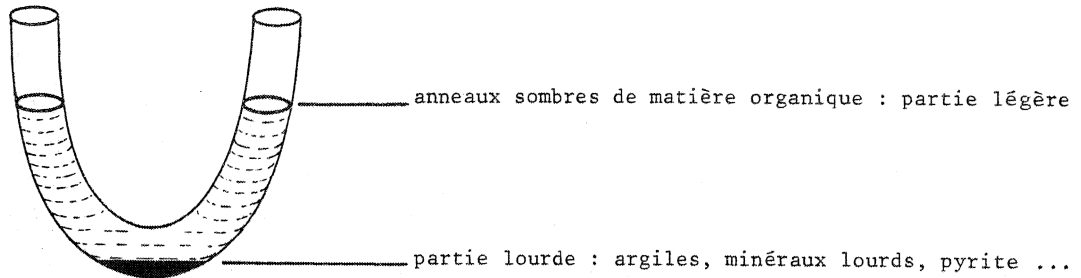 anneaux sombres de matière organique : partie légère
partie lourde : argiles, minéraux lourds, pyrite ...